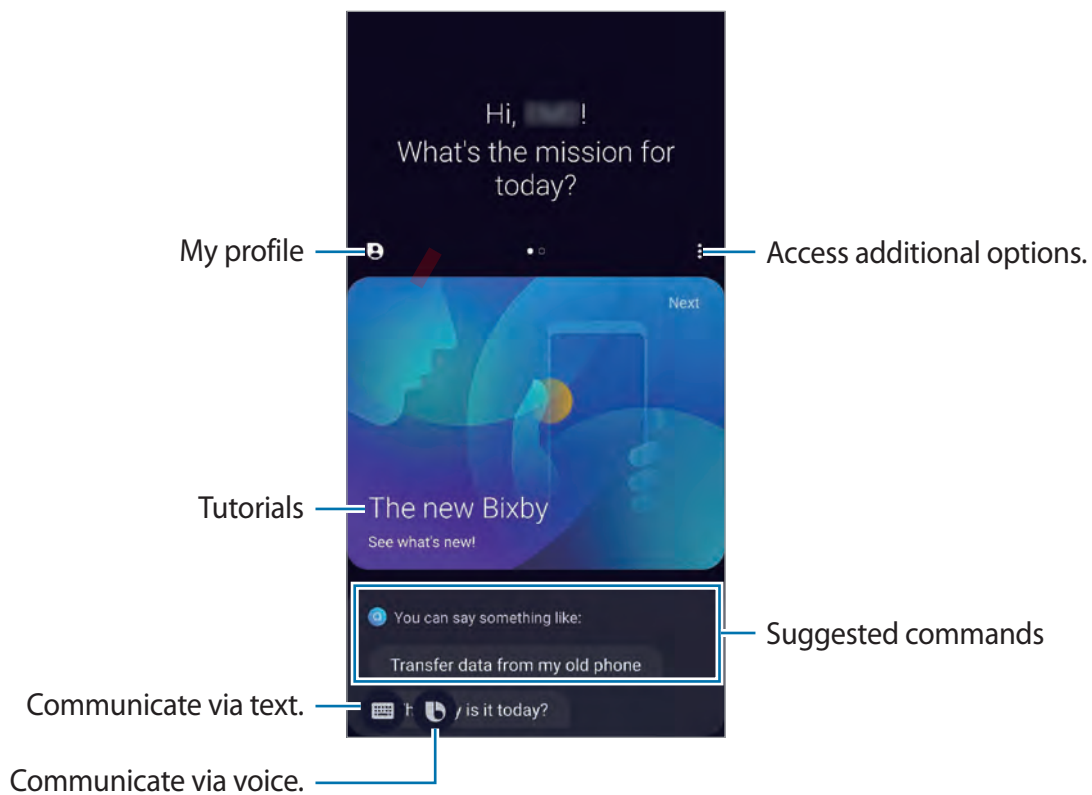 Hi, !
What's the mission for
today?
My profile
Access additional options.
Next
Tutorials
The new Bixby
See what's new!
You can say something like:
Suggested commands
Transfer data from my old phone
Communicate via text.
is it today?
Communicate via voice.